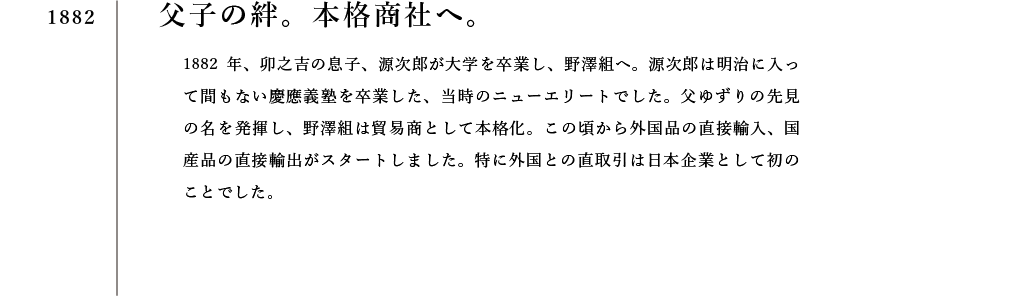 1882
父子の絆。本格商社へ。
1882 年、卯之吉の息子、源次郎が大学を卒業し、野澤組へ。源次郎は明治に入っ
て間もない慶應義塾を卒業した、当時のニューエリートでした。父ゆずりの先見
の名を発揮し、野澤組は貿易商として本格化。この頃から外国品の直接輸入、国
産品の直接輸出がスタートしました。特に外国との直取引は日本企業として初の
ことでした。